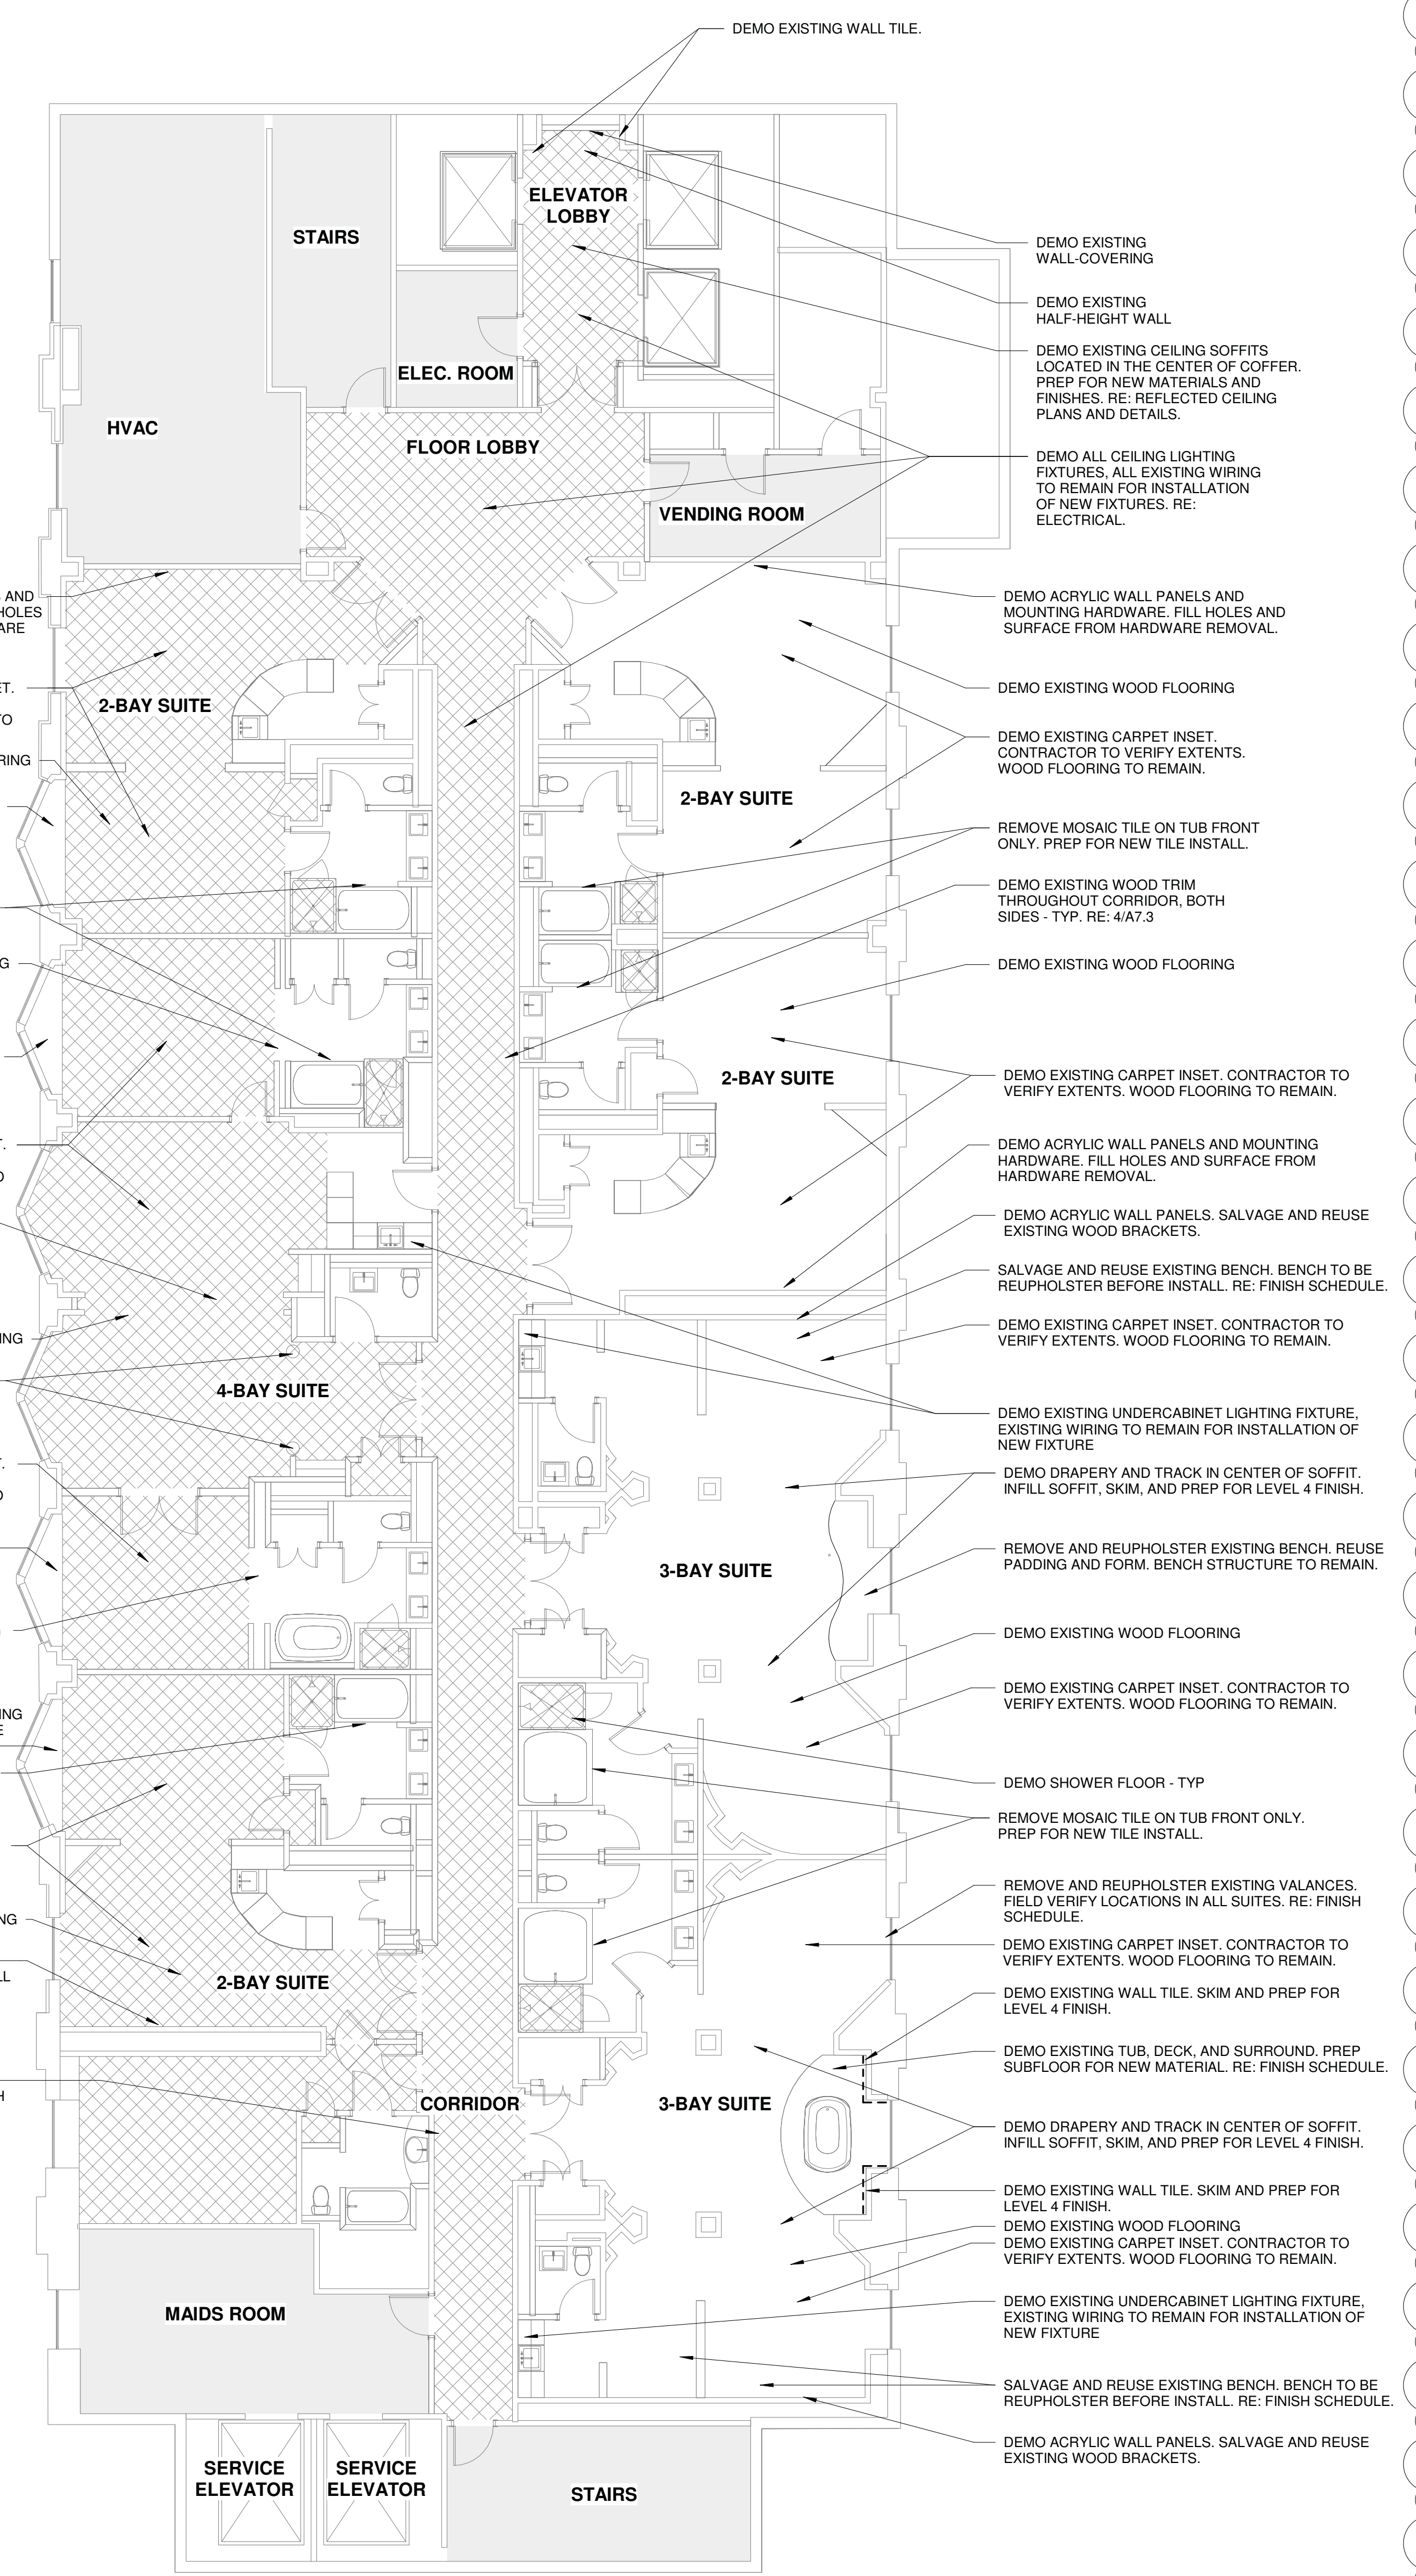 DEMO EXISTING WALL TILE.
ELEVATOR
LOBBY
STAIRS
ELEC. ROOM
HVAC
FLOOR LOBBY
VENDING ROOM
DEMO EXISTING
WALL-COVERING
DEMO EXISTING
HALF-HEIGHT WALL
DEMO EXISTING CEILING SOFFITS
LOCATED IN THE CENTER OF COFFER.
PREP FOR NEW MATERIALS AND
FINISHES. RE: REFLECTED CEILING
PLANS AND DETAILS.
DEMO ALL CEILING LIGHTING
FIXTURES, ALL EXISTING WIRING
TO REMAIN FOR INSTALLATION
OF NEW FIXTURES. RE:
ELECTRICAL.
AND
HOLES
2-BAY SUITE
2-BAY SUITE
2-BAY SUITE
4-BAY SUITE
3-BAY SUITE
2-BAY SUITE
CORRIDOR
3-BAY SUITE
MAIDS ROOM
SERVICE
ELEVATOR
SERVICE
ELEVATOR
STAIRS
DEMO ACRYLIC WALL PANELS AND
MOUNTING HARDWARE. FILL HOLES AND
SURFACE FROM HARDWARE REMOVAL.
DEMO EXISTING WOOD FLOORING
DEMO EXISTING CARPET INSET.
CONTRACTOR TO VERIFY EXTENTS.
WOOD FLOORING TO REMAIN.
REMOVE MOSAIC TILE ON TUB FRONT
ONLY. PREP FOR NEW TILE INSTALL.
DEMO EXISTING WOOD TRIM
THROUGHOUT CORRIDOR, BOTH
SIDES - TYP. RE: 4/A7.3
DEMO EXISTING WOOD FLOORING
DEMO EXISTING CARPET INSET. CONTRACTOR TO
VERIFY EXTENTS. WOOD FLOORING TO REMAIN.
DEMO ACRYLIC WALL PANELS AND MOUNTING
HARDWARE. FILL HOLES AND SURFACE FROM
HARDWARE REMOVAL.
DEMO ACRYLIC WALL PANELS. SALVAGE AND REUSE
EXISTING WOOD BRACKETS.
SALVAGE AND REUSE EXISTING BENCH. BENCH TO BE
REUPHOLSTER BEFORE INSTALL. RE: FINISH SCHEDULE.
DEMO EXISTING CARPET INSET. CONTRACTOR TO
VERIFY EXTENTS. WOOD FLOORING TO REMAIN.
DEMO EXISTING UNDERCABINET LIGHTING FIXTURE,
EXISTING WIRING TO REMAIN FOR INSTALLATION OF
NEW FIXTURE
DEMO DRAPERY AND TRACK IN CENTER OF SOFFIT.
INFILL SOFFIT, SKIM, AND PREP FOR LEVEL 4 FINISH.
REMOVE AND REUPHOLSTER EXISTING BENCH. REUSE
PADDING AND FORM. BENCH STRUCTURE TO REMAIN.
DEMO EXISTING WOOD FLOORING
DEMO EXISTING CARPET INSET. CONTRACTOR TO
VERIFY EXTENTS. WOOD FLOORING TO REMAIN.
DEMO SHOWER FLOOR - TYP
REMOVE MOSAIC TILE ON TUB FRONT ONLY.
PREP FOR NEW TILE INSTALL.
REMOVE AND REUPHOLSTER EXISTING VALANCES.
FIELD VERIFY LOCATIONS IN ALL SUITES. RE: FINISH
SCHEDULE.
DEMO EXISTING CARPET INSET. CONTRACTOR TO
VERIFY EXTENTS. WOOD FLOORING TO REMAIN.
DEMO EXISTING WALL TILE. SKIM AND PREP FOR
LEVEL 4 FINISH.
DEMO EXISTING TUB, DECK, AND SURROUND. PREP
SUBFLOOR FOR NEW MATERIAL. RE: FINISH SCHEDULE.
DEMO DRAPERY AND TRACK IN CENTER OF SOFFIT.
INFILL SOFFIT, SKIM, AND PREP FOR LEVEL 4 FINISH.
DEMO EXISTING WALL TILE. SKIM AND PREP FOR
LEVEL 4 FINISH.
DEMO EXISTING WOOD FLOORING
DEMO EXISTING CARPET INSET. CONTRACTOR TO
VERIFY EXTENTS. WOOD FLOORING TO REMAIN.
DEMO EXISTING UNDERCABINET LIGHTING FIXTURE,
EXISTING WIRING TO REMAIN FOR INSTALLATION OF
NEW FIXTURE
SALVAGE AND REUSE EXISTING BENCH. BENCH TO BE
REUPHOLSTER BEFORE INSTALL. RE: FINISH SCHEDULE.
DEMO ACRYLIC WALL PANELS. SALVAGE AND REUSE
EXISTING WOOD BRACKETS.